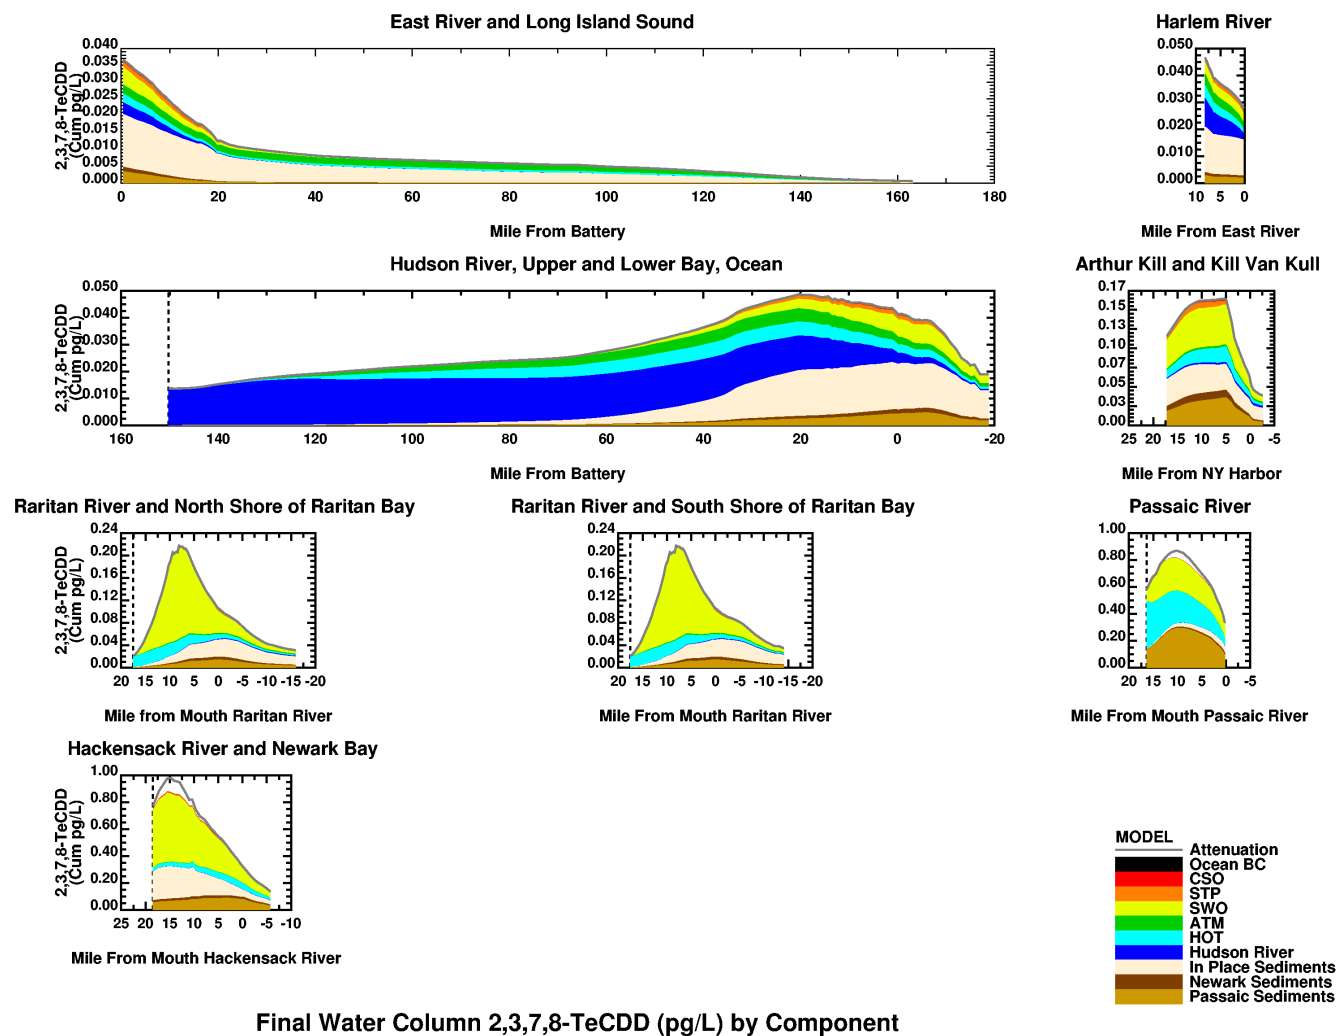 East River and Long Island Sound
0.040
0.035
0.030
0.025
0.020
0.015
0.010
0.005
0.000
2,3,7,8-TeCDD
(Cum pg/L)
0 20 40 60 80 100 120 140 160 180
Mile From Battery
Harlem River
0.050
0.040
0.030
0.020
0.010
0.000
10 5 0
Mile From East River
Hudson River, Upper and Lower Bay, Ocean
0.050
0.040
0.030
0.020
0.010
0.000
2,3,7,8-TeCDD
(Cum pg/L)
160 140 120 100 80 60 40 20 0 -20
Mile From Battery
Arthur Kill and Kill Van Kull
0.17
0.15
0.13
0.10
0.07
0.05
0.03
0.00
25 20 15 10 5 0 -5
Mile From NY Harbor
Raritan River and North Shore of Raritan Bay
0.24
0.20
0.16
0.12
0.08
0.04
0.00
2,3,7,8-TeCDD
(Cum pg/L)
20 15 10 5 0 -5 -10 -15 -20
Mile from Mouth Raritan River
Raritan River and South Shore of Raritan Bay
0.24
0.20
0.16
0.12
0.08
0.04
0.00
20 15 10 5 0 -5 -10 -15 -20
Mile From Mouth Raritan River
Passaic River
1.00
0.80
0.60
0.40
0.20
0.00
20 15 10 5 0 -5
Mile From Mouth Passaic River
Hackensack River and Newark Bay
1.00
0.80
0.60
0.40
0.20
0.00
2,3,7,8-TeCDD
(Cum pg/L)
25 20 15 10 5 0 -5 -10
Mile From Mouth Hackensack River
MODEL
Attenuation
Ocean BC
CSO
STP
SWO
ATM
HOT
Hudson River
In Place Sediments
Newark Sediments
Passaic Sediments
Final Water Column 2,3,7,8-TeCDD (pg/L) by Component